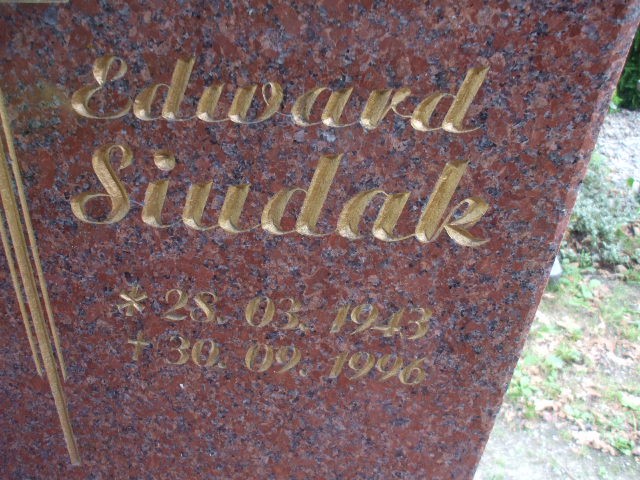 Edward
Siudak
* 28. 03. 1943
+ 30. 09. 1996